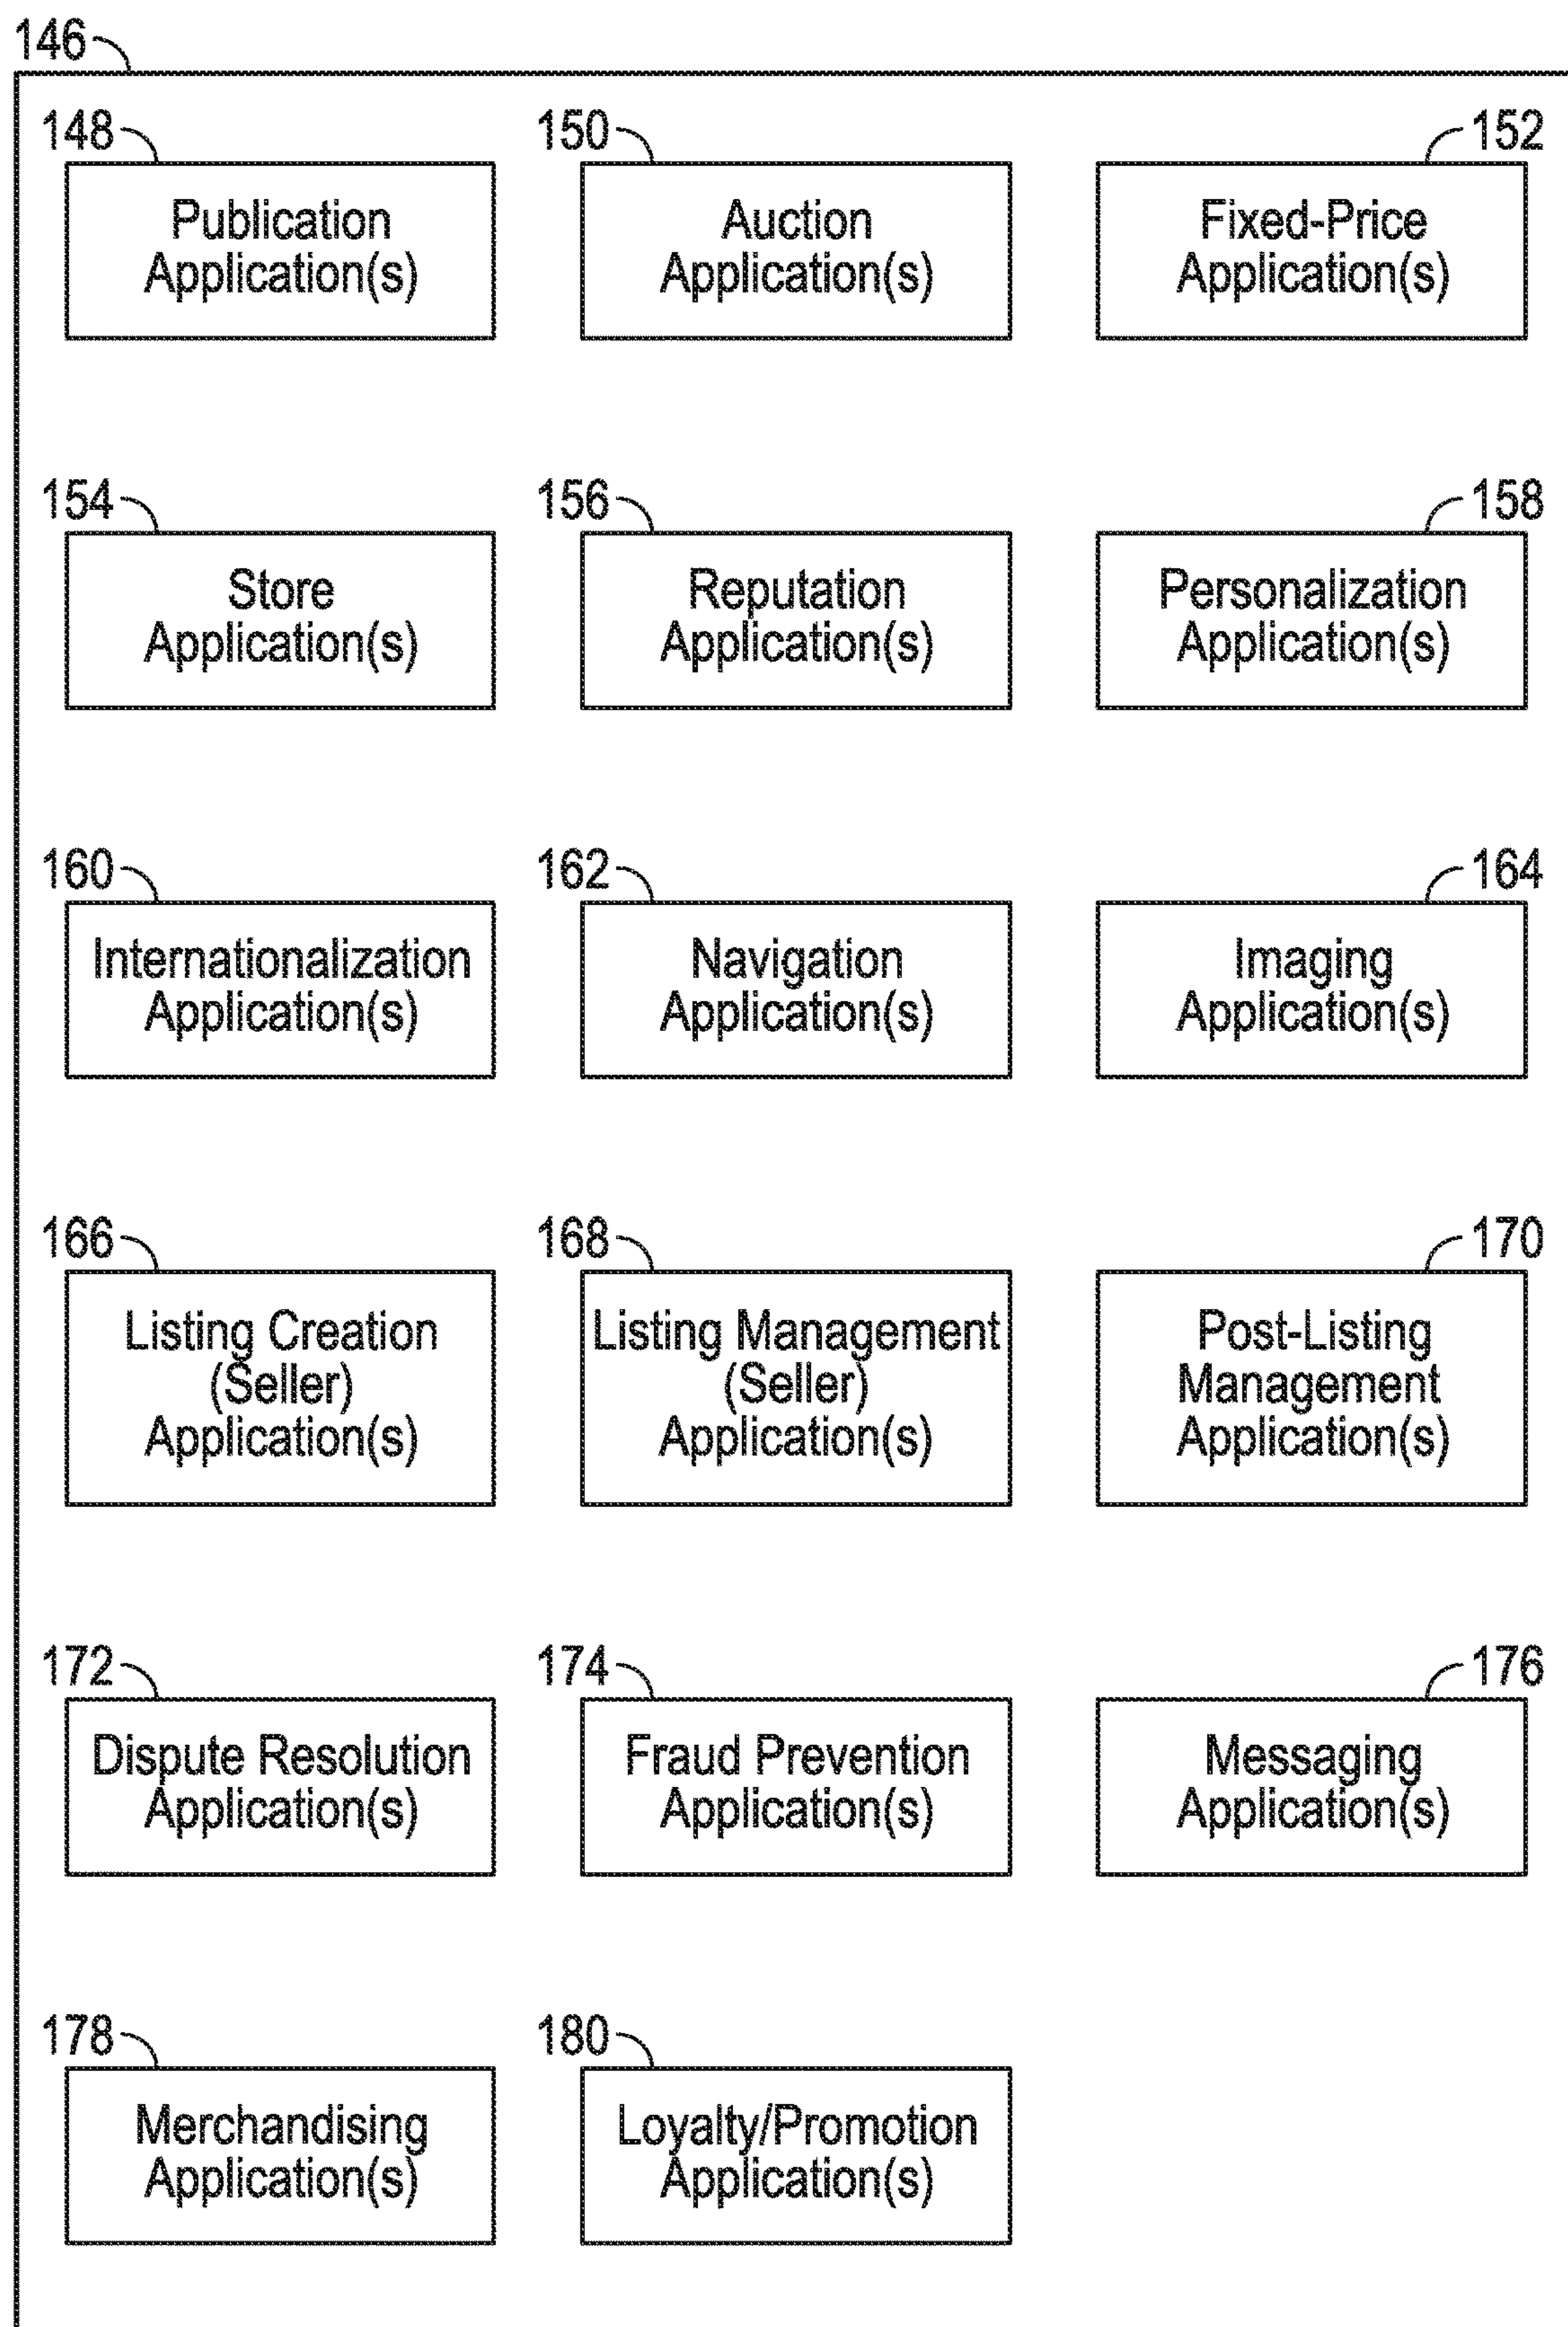 146
148
Publication
Application(s)
150
Auction
Application(s)
152
Fixed-Price
Application(s)
154
Store
Application(s)
156
Reputation
Application(s)
158
Personalization
Application(s)
160
Internationalization
Application(s)
162
Navigation
Application(s)
164
Imaging
Application(s)
166
Listing Creation
(Seller)
Application(s)
168
Listing Management
(Seller)
Application(s)
170
Post-Listing
Management
Application(s)
172
Dispute Resolution
Application(s)
174
Fraud Prevention
Application(s)
176
Messaging
Application(s)
178
Merchandising
Application(s)
180
Loyalty/Promotion
Application(s)